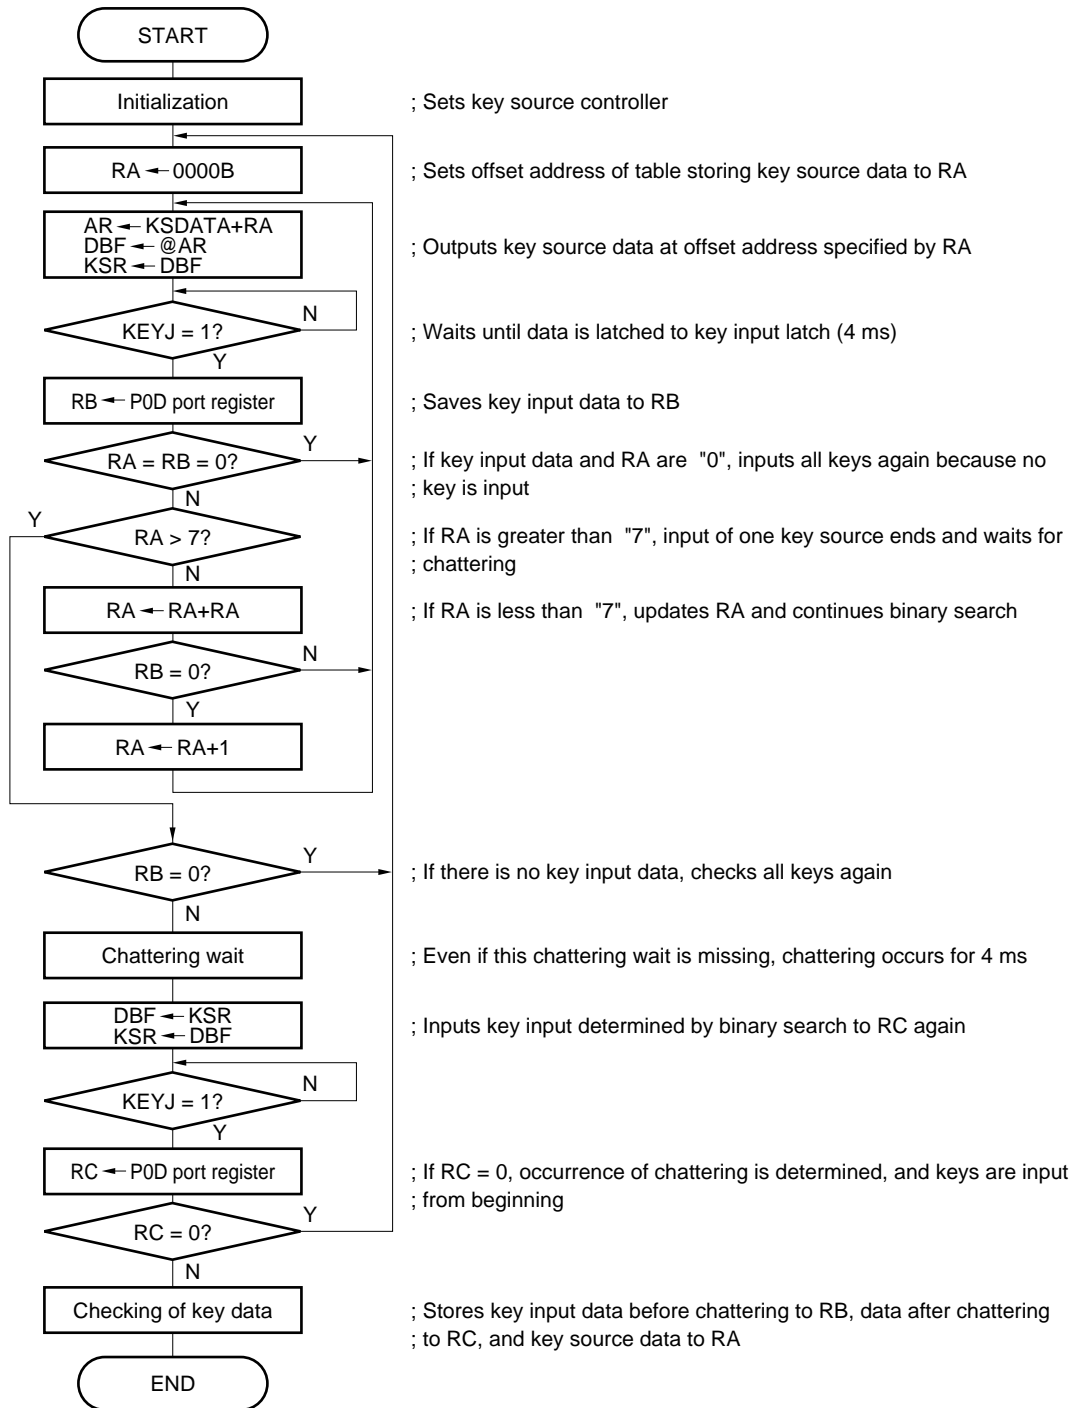 START
Initialization
; Sets key source controller
RA ← 0000B
; Sets offset address of table storing key source data to RA
AR ← KSDATA+RA
DBF ← @AR
KSR ← DBF
; Outputs key source data at offset address specified by RA
N
KEYJ = 1?
; Waits until data is latched to key input latch (4 ms)
Y
RB ← P0D port register
; Saves key input data to RB
Y
RA = RB = 0?
; If key input data and RA are "0", inputs all keys again because no
; key is input
N
Y
RA > 7?
; If RA is greater than "7", input of one key source ends and waits for
; chattering
N
RA ← RA+RA
; If RA is less than "7", updates RA and continues binary search
N
RB = 0?
Y
RA ← RA+1
Y
RB = 0?
; If there is no key input data, checks all keys again
N
Chattering wait
; Even if this chattering wait is missing, chattering occurs for 4 ms
DBF ← KSR
KSR ← DBF
; Inputs key input determined by binary search to RC again
N
KEYJ = 1?
Y
RC ← P0D port register
; If RC = 0, occurrence of chattering is determined, and keys are input
; from beginning
Y
RC = 0?
N
Checking of key data
; Stores key input data before chattering to RB, data after chattering
; to RC, and key source data to RA
END